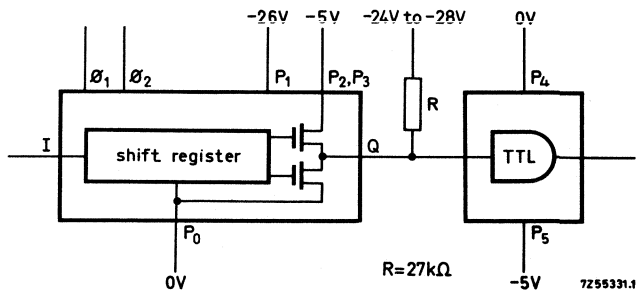 -26V -5V -24V to -28V 0V
Ø1 Ø2 P1 P2,P3 P4
R
I shift register Q TTL
P0 P5
R=27kΩ
0V -5V 7Z55331.1